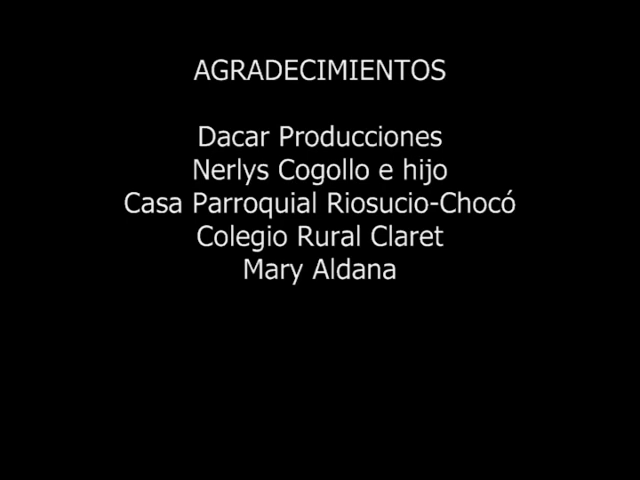 AGRADECIMIENTOS
Dacar Producciones
Nerlys Cogollo e hijo
Casa Parroquial Riosucio-Chocó
Colegio Rural Claret
Mary Aldana